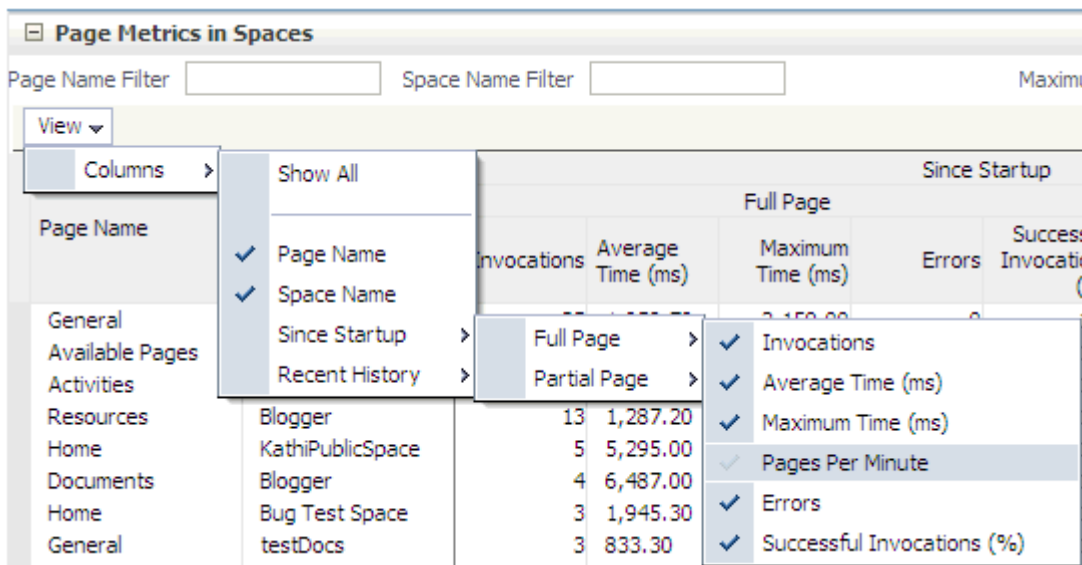 Page Metrics in Spaces
Page Name Filter Space Name Filter
View
Columns
Show All
Page Name
Space Name
Since Startup
Recent History
Full Page
Partial Page
Invocations
Average Time (ms)
Maximum Time (ms)
Pages Per Minute
Errors
Successful Invocations (%)
Since Startup
Full Page
Page Name
Invocations
Average
Time (ms)
Maximum
Time (ms)
Errors
General
Available Pages
Activities
Resources Blogger 13 1,287.20
Home KathiPublicSpace 5 5,295.00
Documents Blogger 4 6,487.00
Home Bug Test Space 3 1,945.30
General testDocs 3 833.30